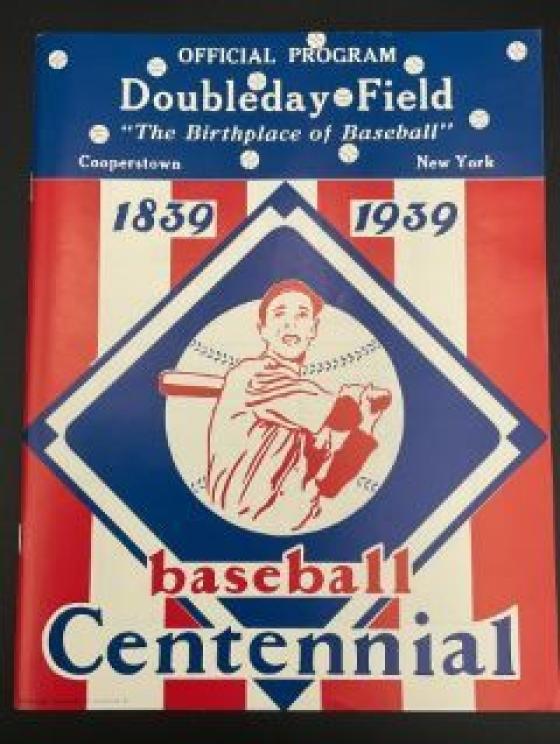 OFFICIAL PROGRAM
Doubleday Field
"The Birthplace of Baseball"
Cooperstown New York
1839 1939
baseball
Centennial